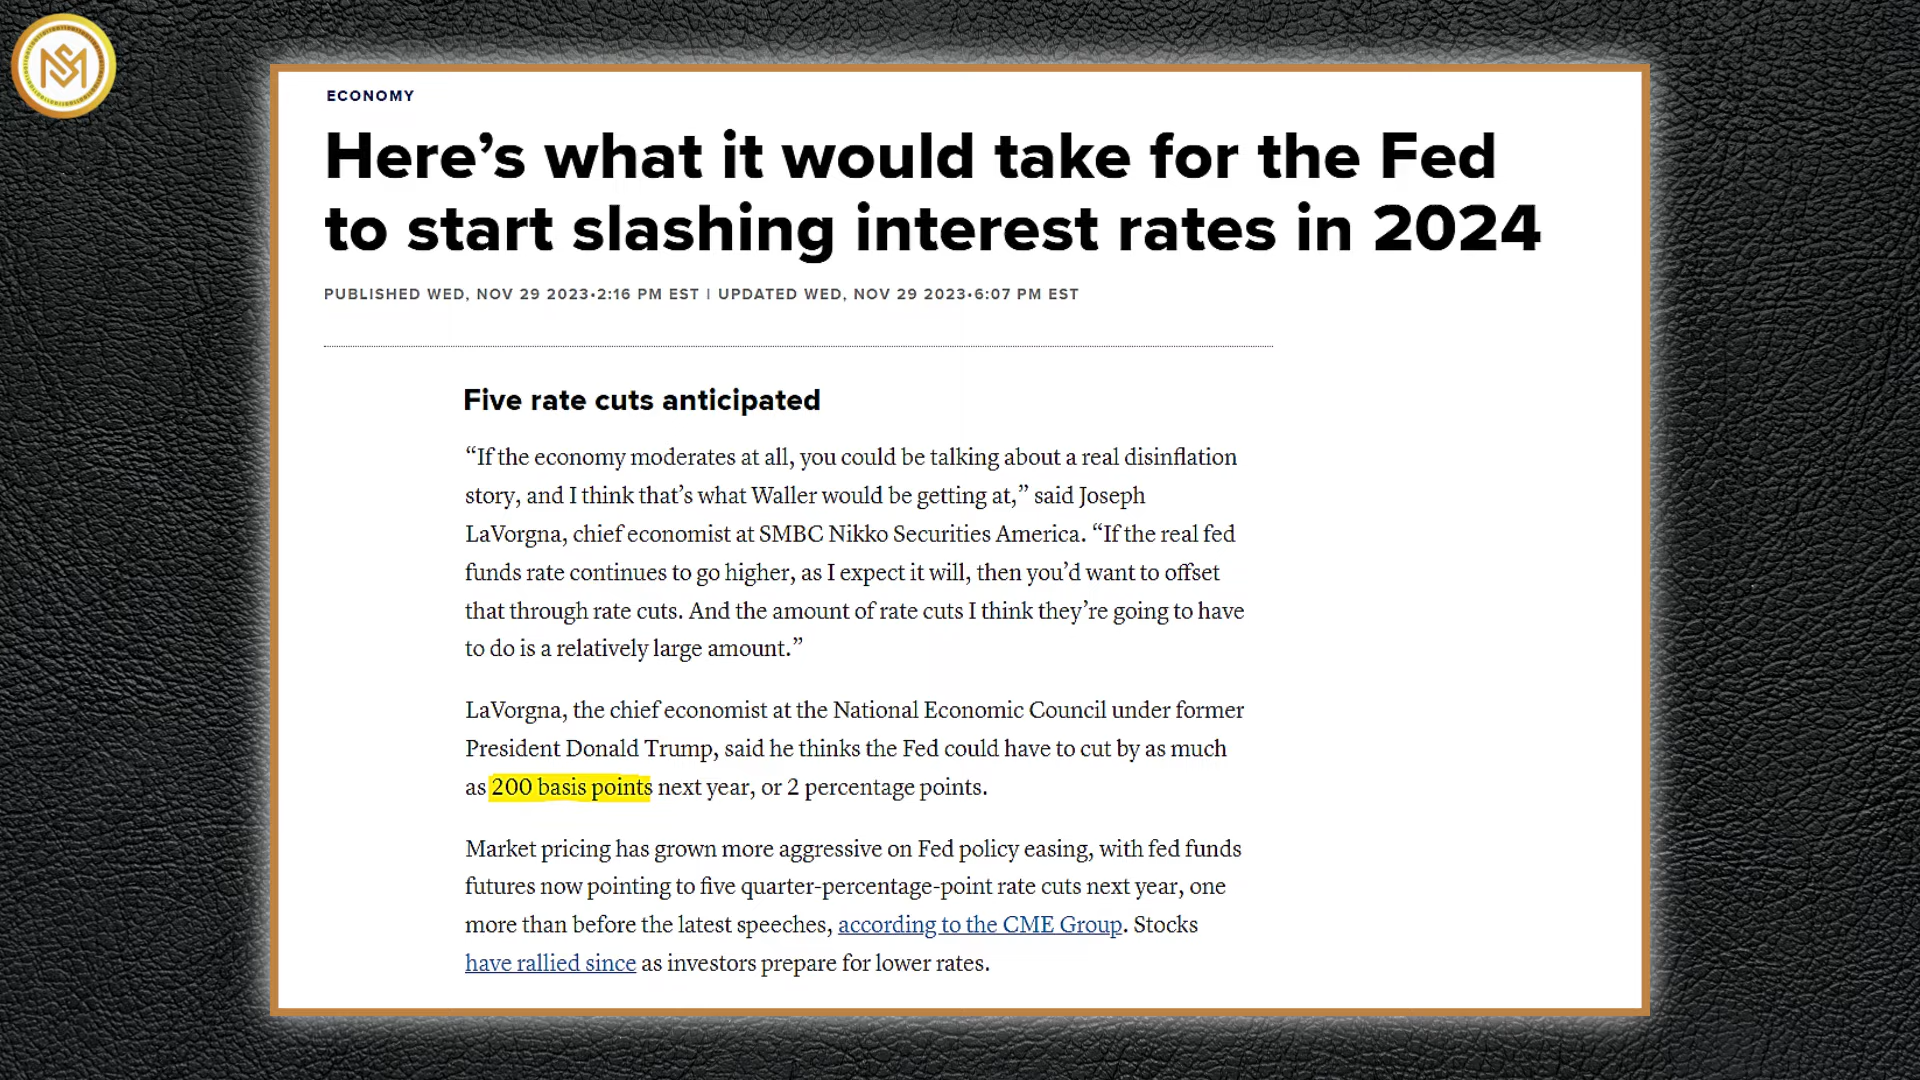 ECONOMY
Here’s what it would take for the Fed
to start slashing interest rates in 2024
PUBLISHED WED, NOV 29 2023•2:16 PM EST | UPDATED WED, NOV 29 2023•6:07 PM EST
Five rate cuts anticipated
“If the economy moderates at all, you could be talking about a real disinflation
story, and I think that’s what Waller would be getting at,” said Joseph
LaVorgna, chief economist at SMBC Nikko Securities America. “If the real fed
funds rate continues to go higher, as I expect it will, then you’d want to offset
that through rate cuts. And the amount of rate cuts I think they’re going to have
to do is a relatively large amount.”
LaVorgna, the chief economist at the National Economic Council under former
President Donald Trump, said he thinks the Fed could have to cut by as much
as 200 basis points next year, or 2 percentage points.
Market pricing has grown more aggressive on Fed policy easing, with fed funds
futures now pointing to five quarter-percentage-point rate cuts next year, one
more than before the latest speeches, according to the CME Group. Stocks
have rallied since as investors prepare for lower rates.